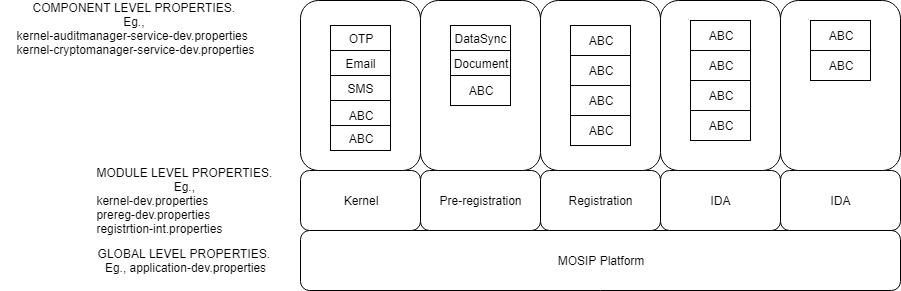 COMPONENT LEVEL PROPERTIES.
Eg.,
kernel-auditmanager-service-dev.properties
kernel-cryptomanager-service-dev.properties
OTP
Email
SMS
ABC
ABC
DataSync
Document
ABC
ABC
ABC
ABC
ABC
ABC
ABC
ABC
ABC
ABC
ABC
MODULE LEVEL PROPERTIES.
Eg.,
kernel-dev.properties
prereg-dev.properties
registrtion-int.properties
Kernel
Pre-registration
Registration
IDA
IDA
GLOBAL LEVEL PROPERTIES.
Eg., application-dev.properties
MOSIP Platform